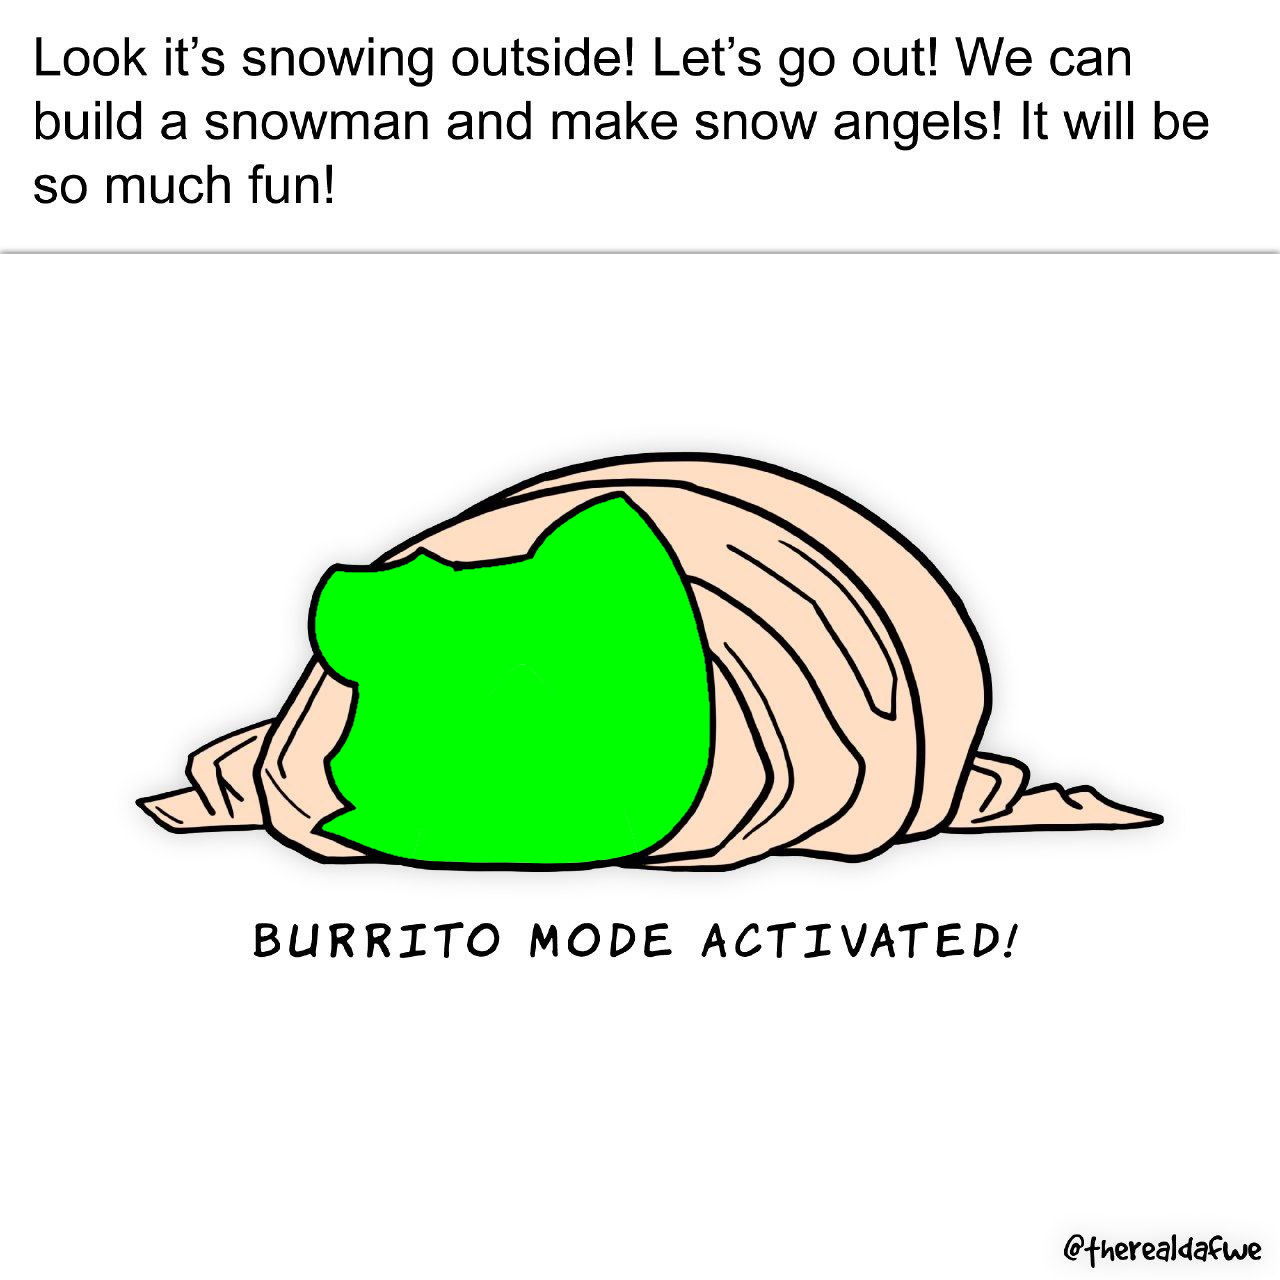 Look it’s snowing outside! Let’s go out! We can
build a snowman and make snow angels! It will be
so much fun!
BURRITO MODE ACTIVATED!
@therealdafwe